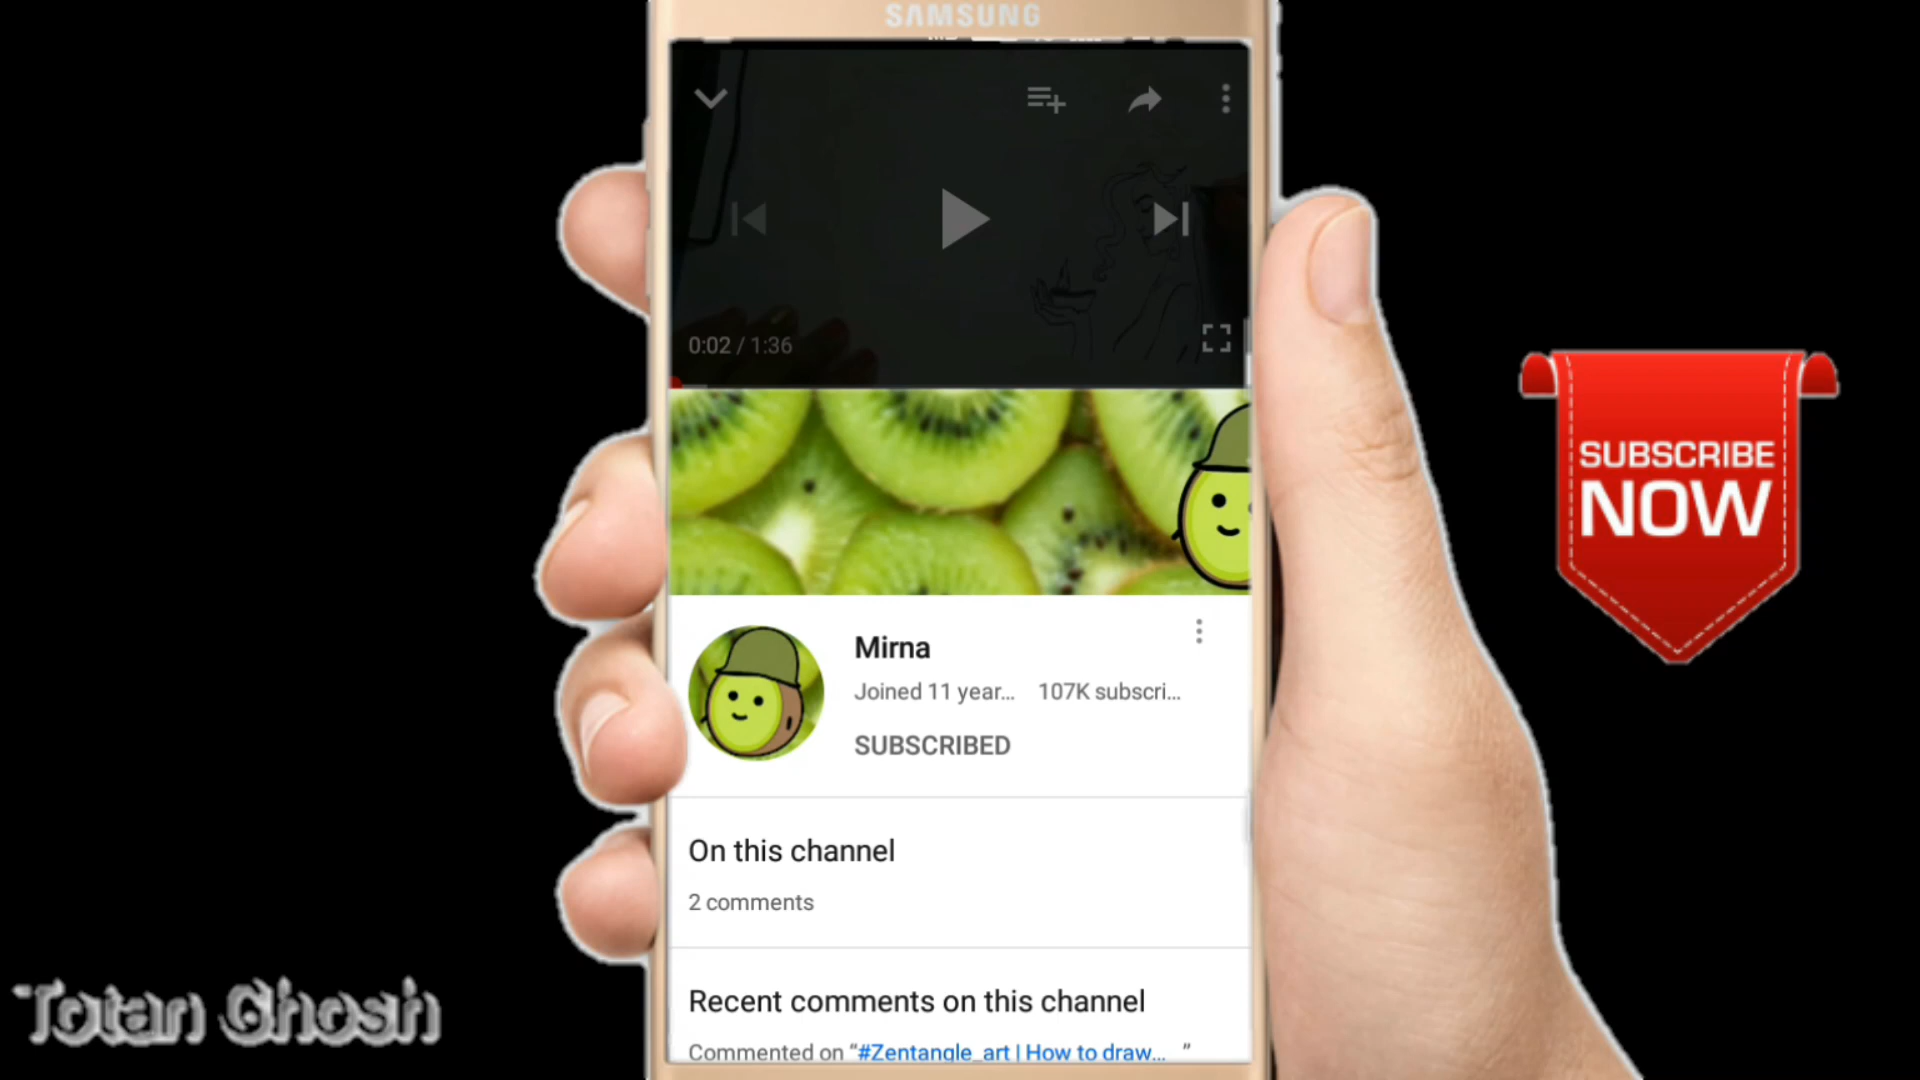 SAMSUNG
0:02 / 1:36
SUBSCRIBE
NOW
Mirna
Joined 11 year... 107K subscri...
SUBSCRIBED
On this channel
2 comments
Recent comments on this channel
Commented on “#Zentangle_art | How to draw... ”
Totan Ghosh